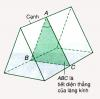 Cạnh
A
B
C
ABC là
tiết diện thẳng
của lăng kính